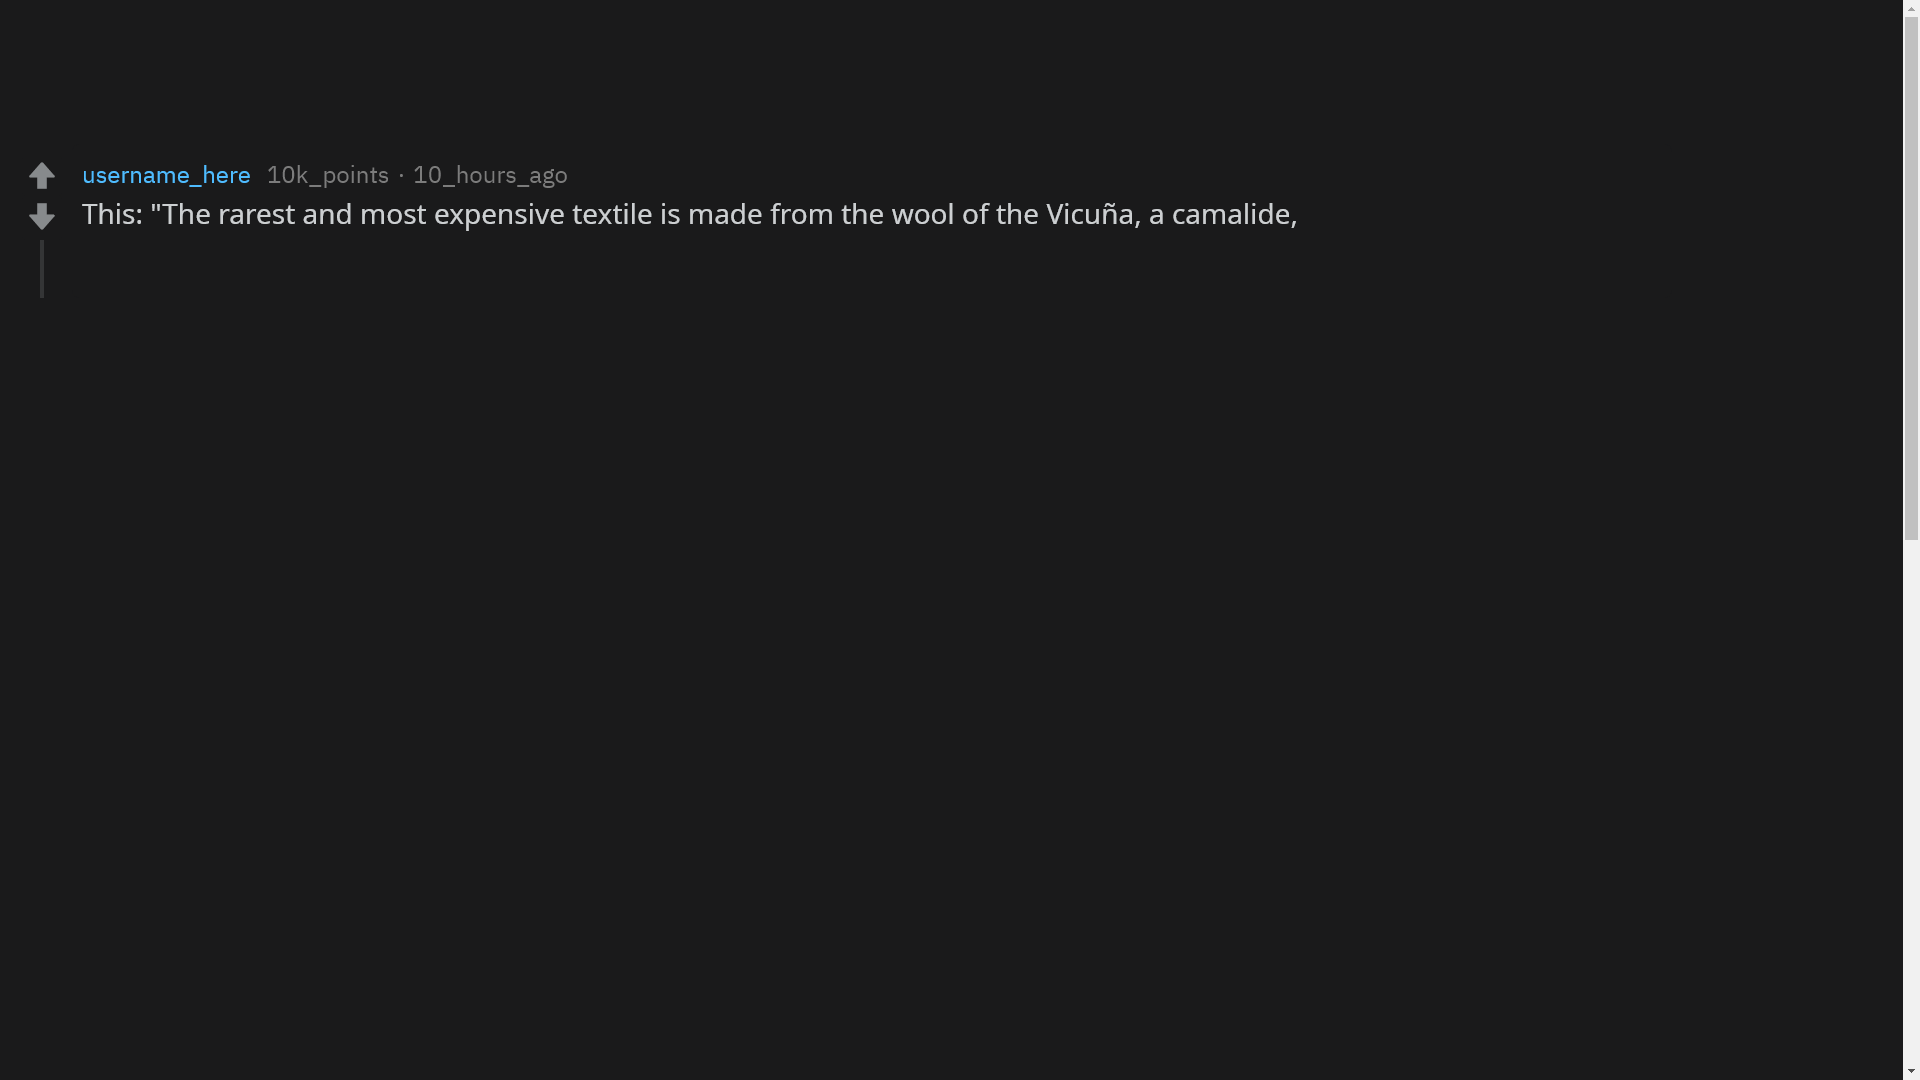 username_here 10k_points · 10_hours_ago
This: "The rarest and most expensive textile is made from the wool of the Vicuña, a camalide,